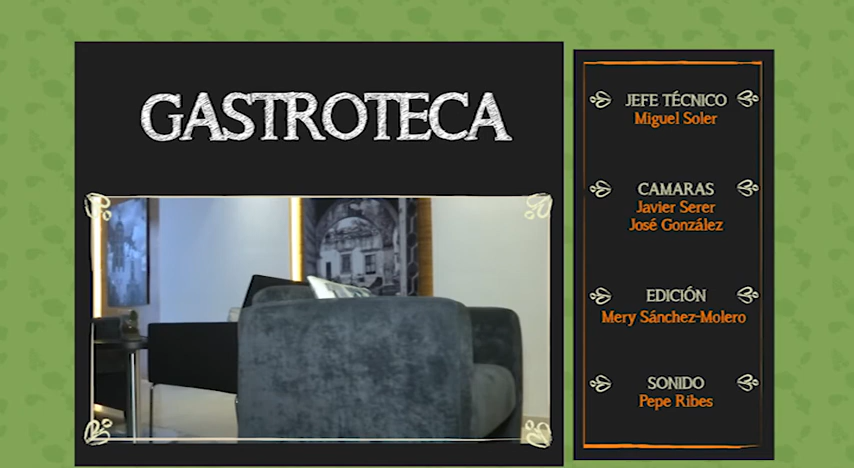 GASTROTECA
JEFE TÉCNICO
Miguel Soler
CAMARAS
Javier Serer
José González
EDICIÓN
Mery Sánchez-Molero
SONIDO
Pepe Ribes